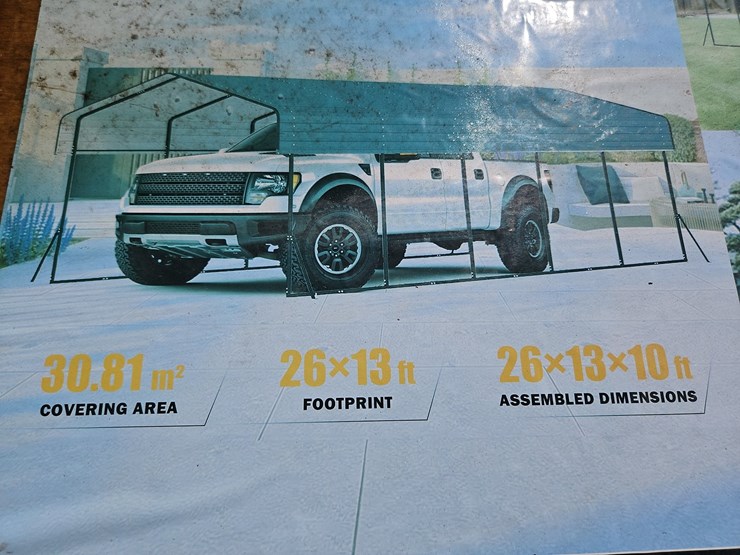 30.81 m²
COVERING AREA
26×13 ft
FOOTPRINT
26×13×10 ft
ASSEMBLED DIMENSIONS